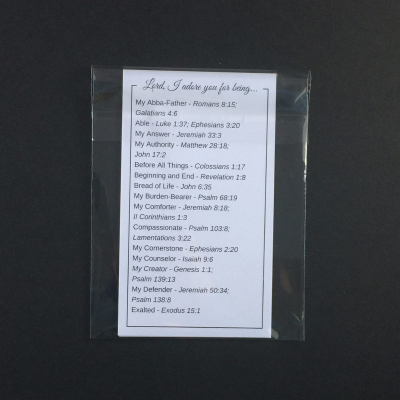 Lord, I adore you for being...
My Abba-Father - Romans 8:15;
Galatians 4:6
Able - Luke 1:37; Ephesians 3:20
My Answer - Jeremiah 33:3
My Authority - Matthew 28:18;
John 17:2
Before All Things - Colossians 1:17
Beginning and End - Revelation 1:8
Bread of Life - John 6:35
My Burden-Bearer - Psalm 68:19
My Comforter - Jeremiah 8:18;
II Corinthians 1:3
Compassionate - Psalm 103:8;
Lamentations 3:22
My Cornerstone - Ephesians 2:20
My Counselor - Isaiah 9:6
My Creator - Genesis 1:1;
Psalm 139:13
My Defender - Jeremiah 50:34;
Psalm 138:8
Exalted - Exodus 15:1